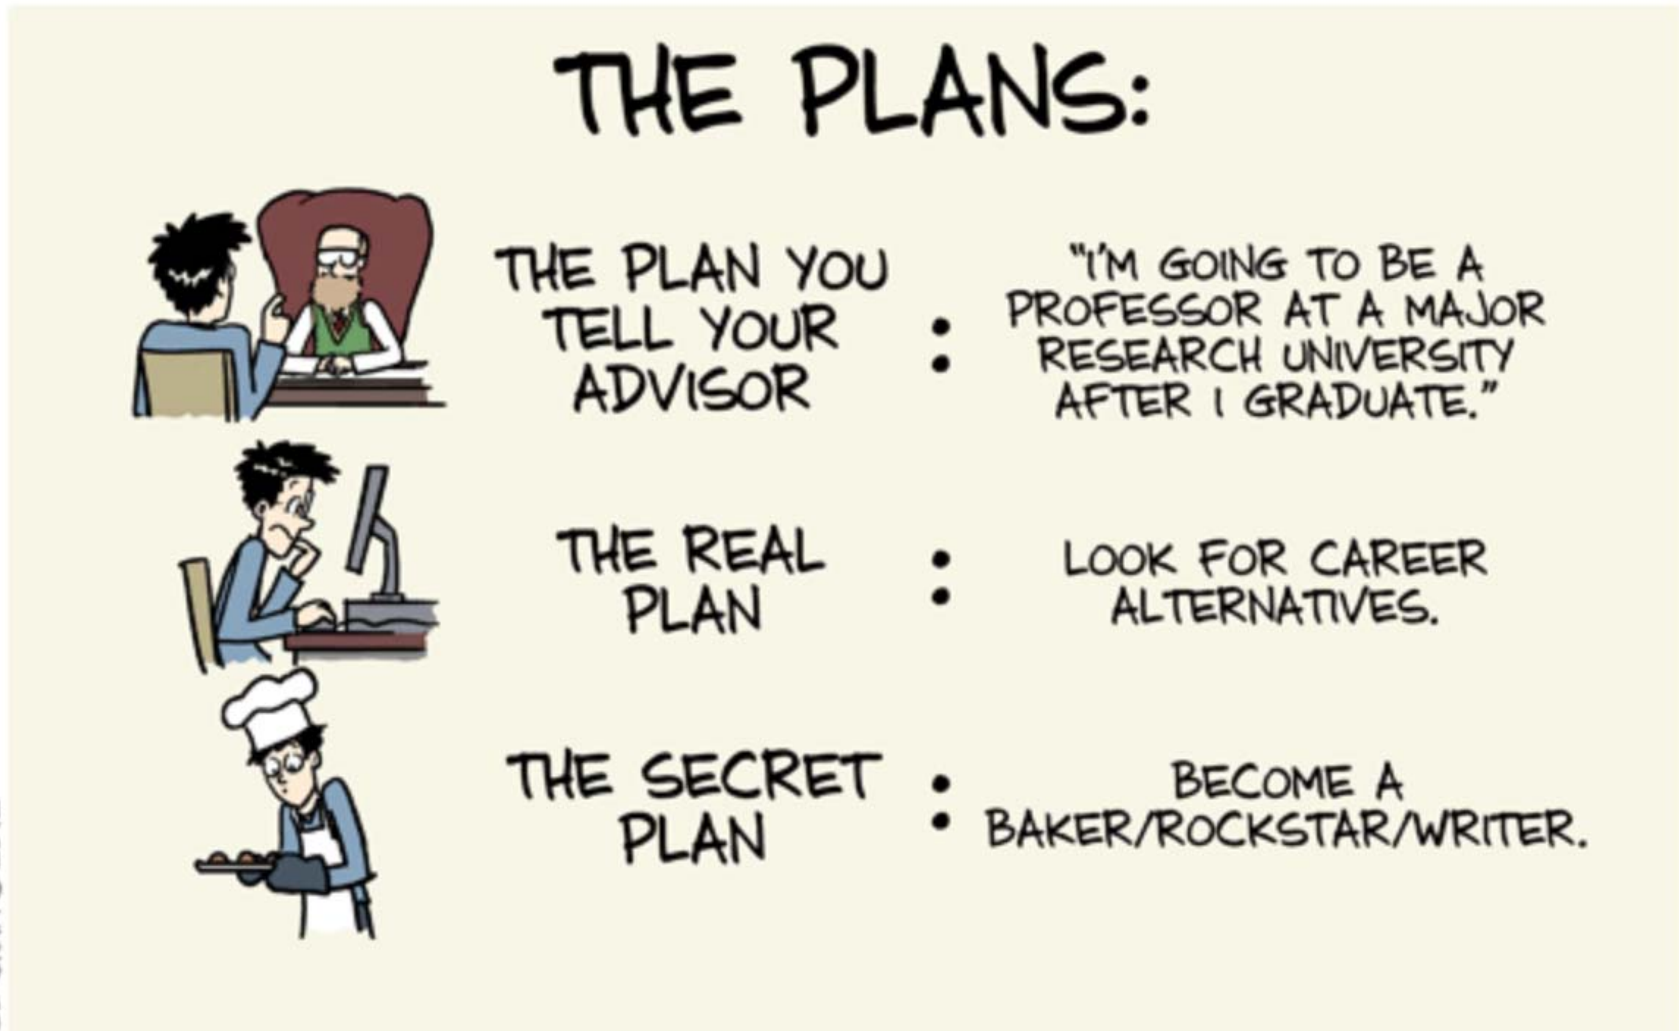 THE PLANS:
THE PLAN YOU
TELL YOUR
ADVISOR
:
"I'M GOING TO BE A
PROFESSOR AT A MAJOR
RESEARCH UNIVERSITY
AFTER I GRADUATE."
THE REAL
PLAN
:
LOOK FOR CAREER
ALTERNATIVES.
THE SECRET
PLAN
:
BECOME A
BAKER/ROCKSTAR/WRITER.